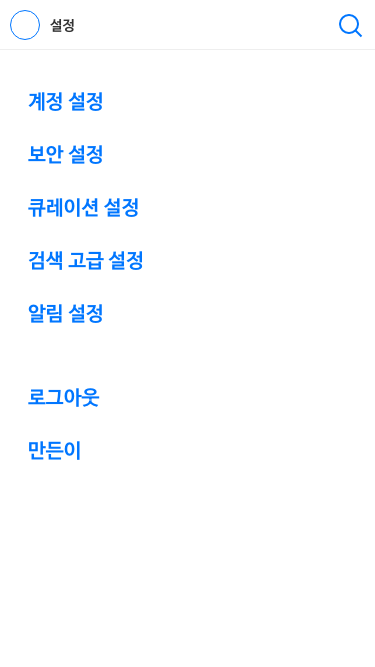 설정
계정 설정
보안 설정
큐레이션 설정
검색 고급 설정
알림 설정
로그아웃
만든이